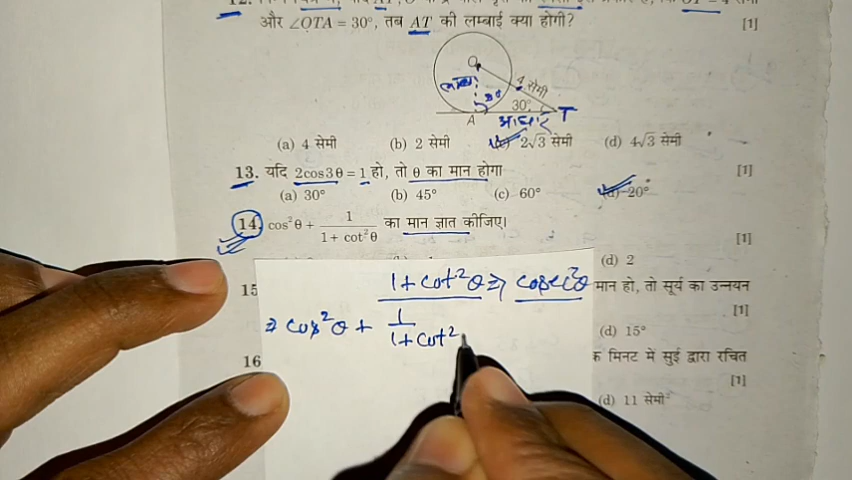 और ∠OTA = 30°, तब AT की लम्बाई क्या होगी? [1]
O
4 सेमी
30°
A
T
(a) 4 सेमी (b) 2 सेमी 2√3 सेमी (d) 4√3 सेमी
13. यदि 2cos3θ = 1 हो, तो θ का मान होगा [1]
(a) 30° (b) 45° (c) 60° (d) 20°
14. cos²θ + 1/(1 + cot²θ) का मान ज्ञात कीजिए। [1]
(d) 2
1+cot²θ ⇒ cosec²θ
15 मान हो, तो सूर्य का उन्नयन [1]
⇒ cos²θ + 1/(1+cot²
(d) 15°
16 मिनट में सुई द्वारा रचित [1]
(d) 11 सेमी²